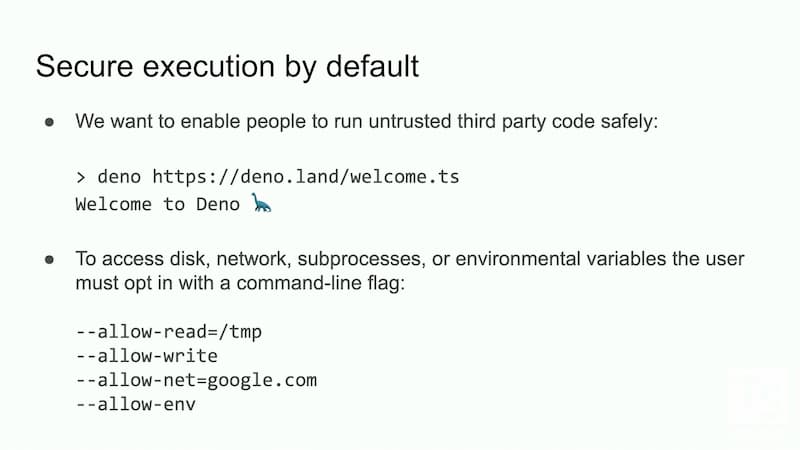 Secure execution by default
● We want to enable people to run untrusted third party code safely:
> deno https://deno.land/welcome.ts
Welcome to Deno 🦕
● To access disk, network, subprocesses, or environmental variables the user
must opt in with a command-line flag:
--allow-read=/tmp
--allow-write
--allow-net=google.com
--allow-env